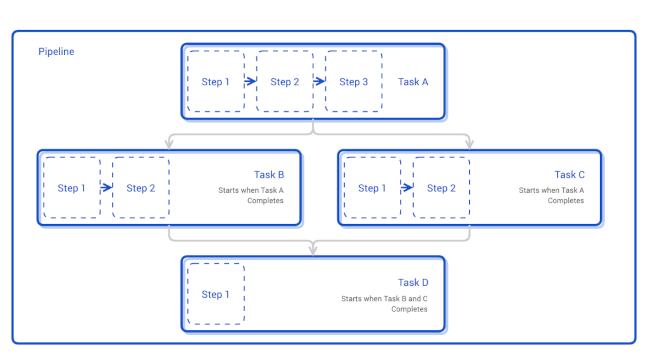 Pipeline
Step 1
Step 2
Step 3
Task A
Step 1
Step 2
Task B
Starts when Task A
Completes
Step 1
Step 2
Task C
Starts when Task A
Completes
Step 1
Task D
Starts when Task B and C
Completes